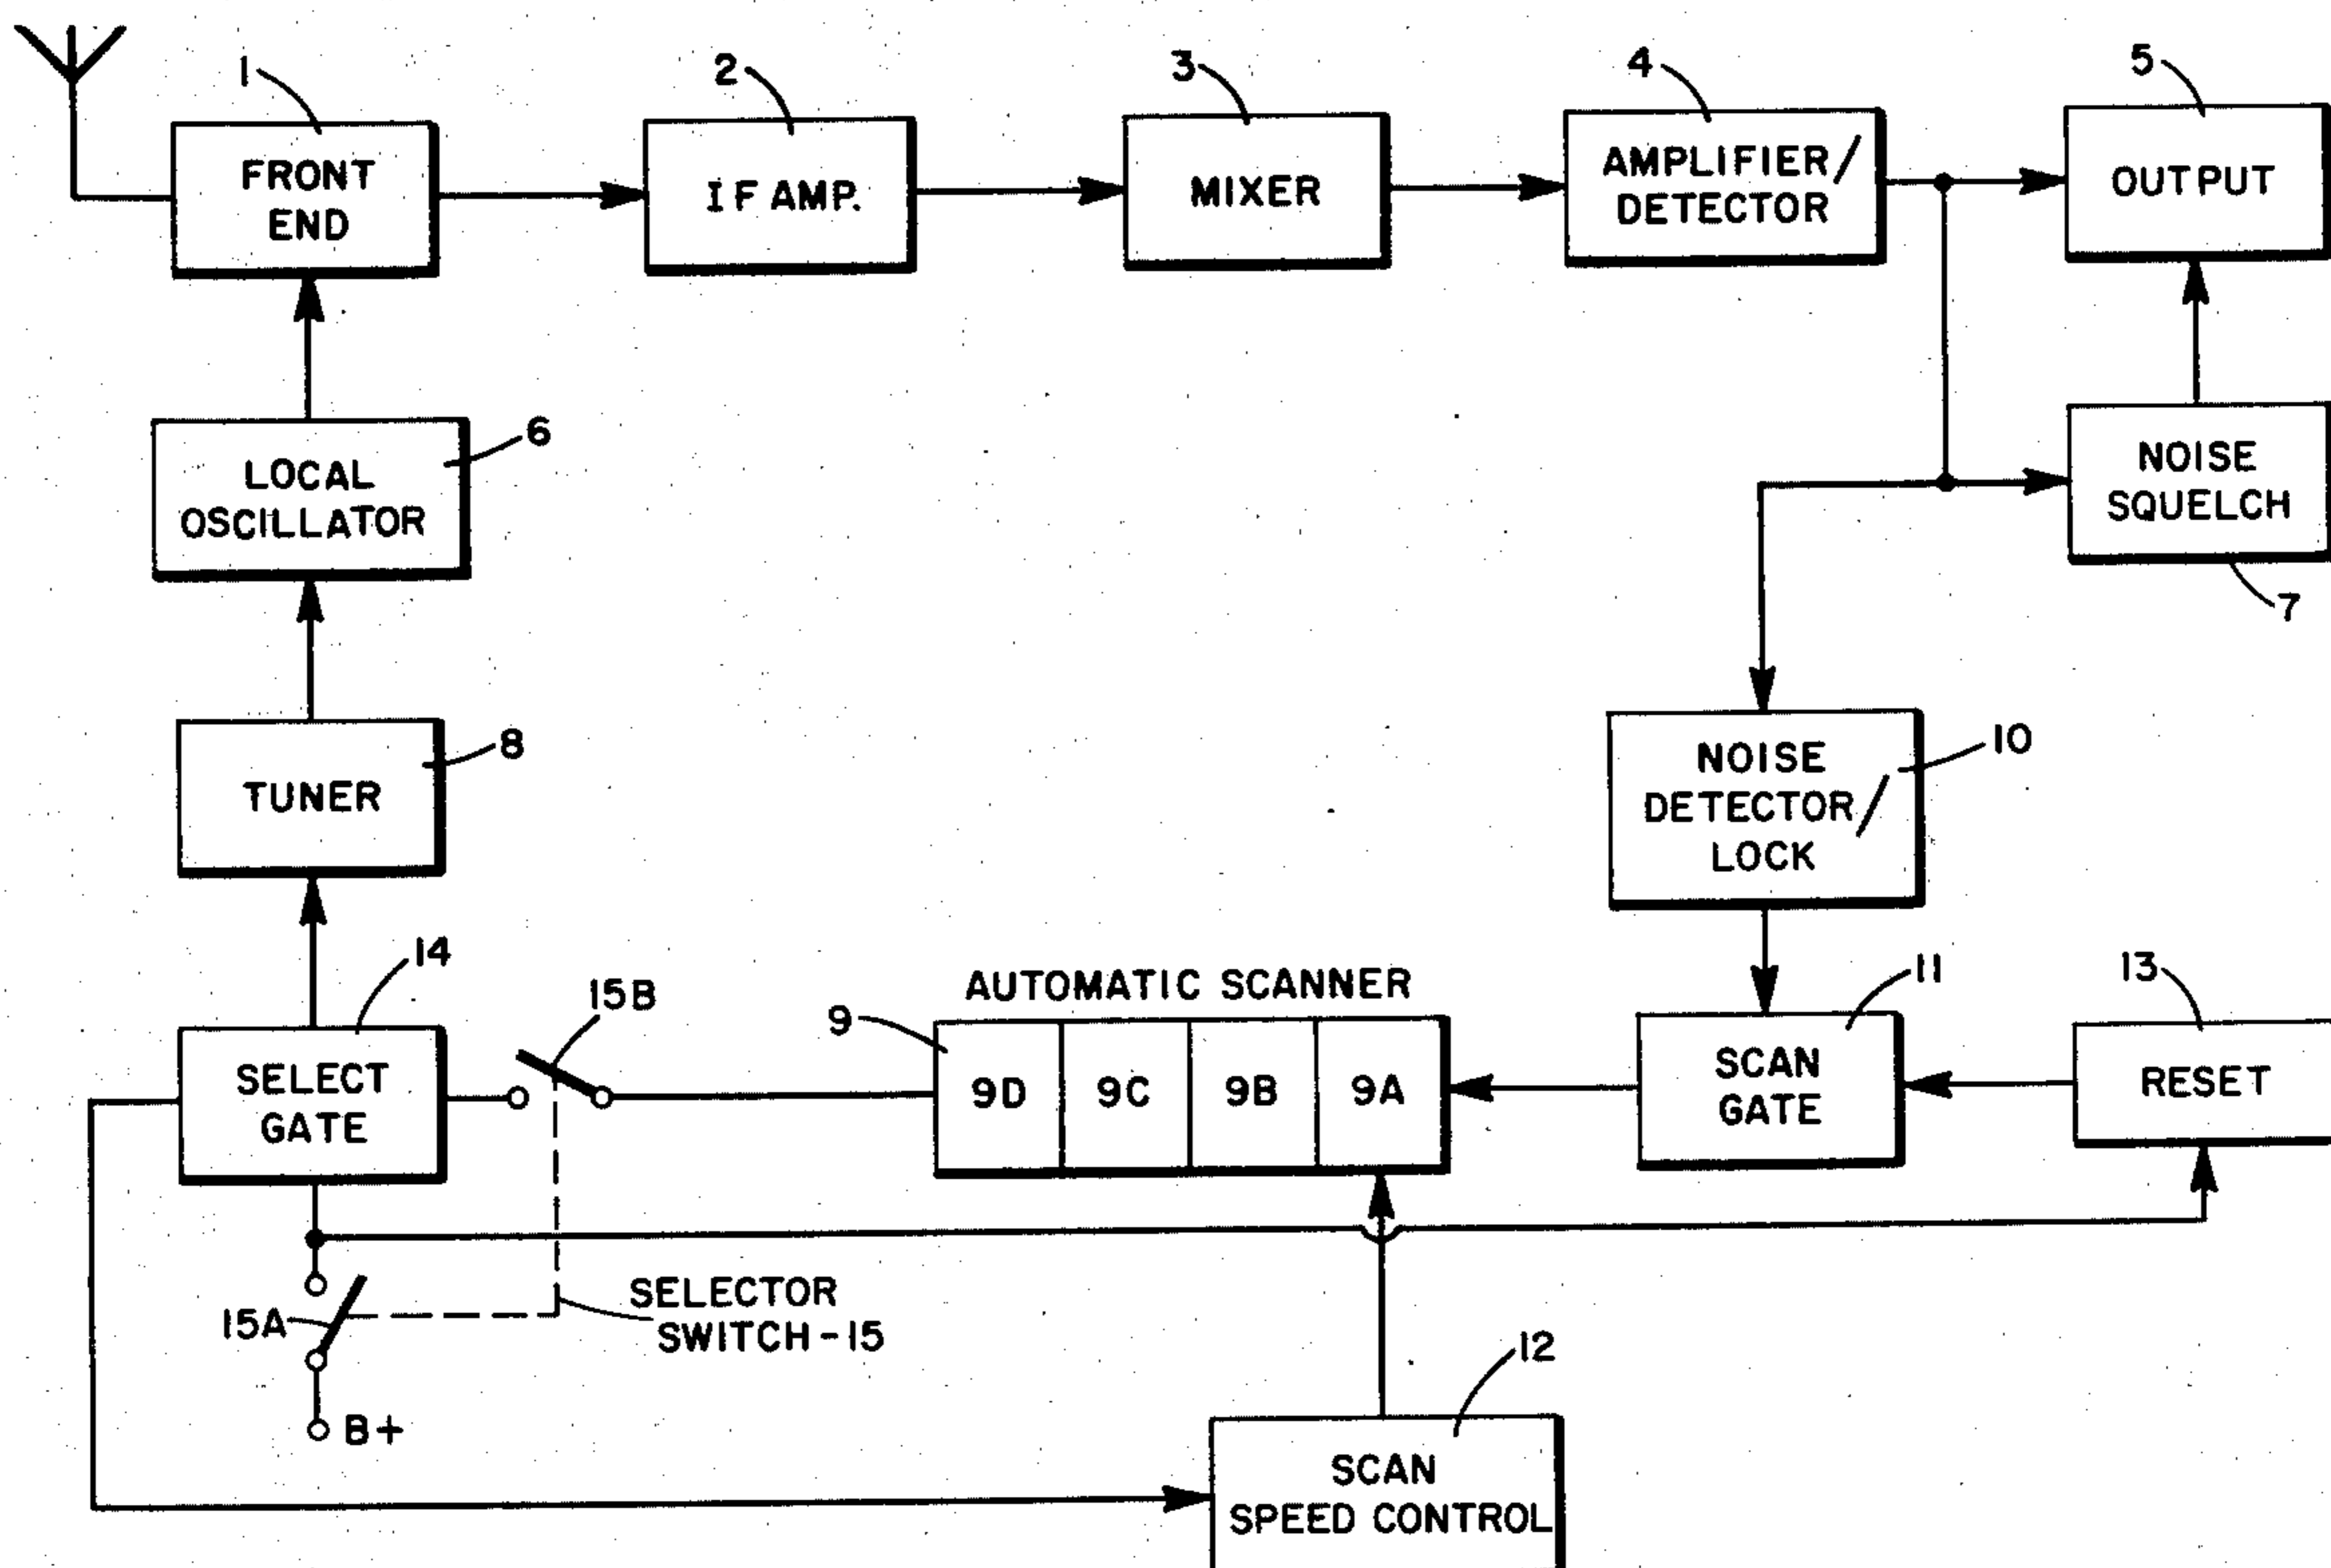 1
2
3
4
5
FRONT
END
I F AMP.
MIXER
AMPLIFIER/
DETECTOR
OUTPUT
6
LOCAL
OSCILLATOR
NOISE
SQUELCH
7
8
TUNER
10
NOISE
DETECTOR/
LOCK
14
15B
AUTOMATIC SCANNER
9
11
13
SELECT
GATE
9D 9C 9B 9A
SCAN
GATE
RESET
15A
SELECTOR
SWITCH-15
B+
12
SCAN
SPEED CONTROL